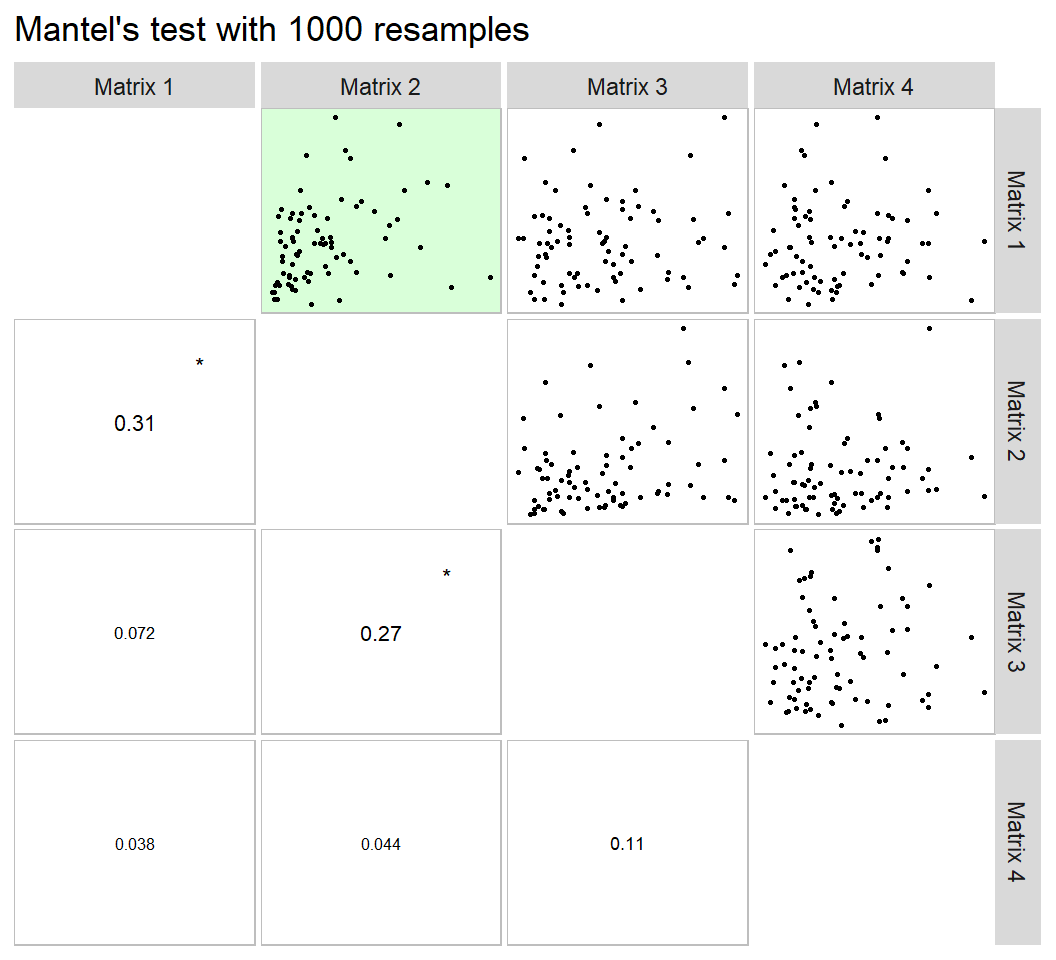 Mantel's test with 1000 resamples
Matrix 1
Matrix 2
Matrix 3
Matrix 4
Matrix 1
*
0.31
Matrix 2
0.072
*
0.27
Matrix 3
0.038
0.044
0.11
Matrix 4